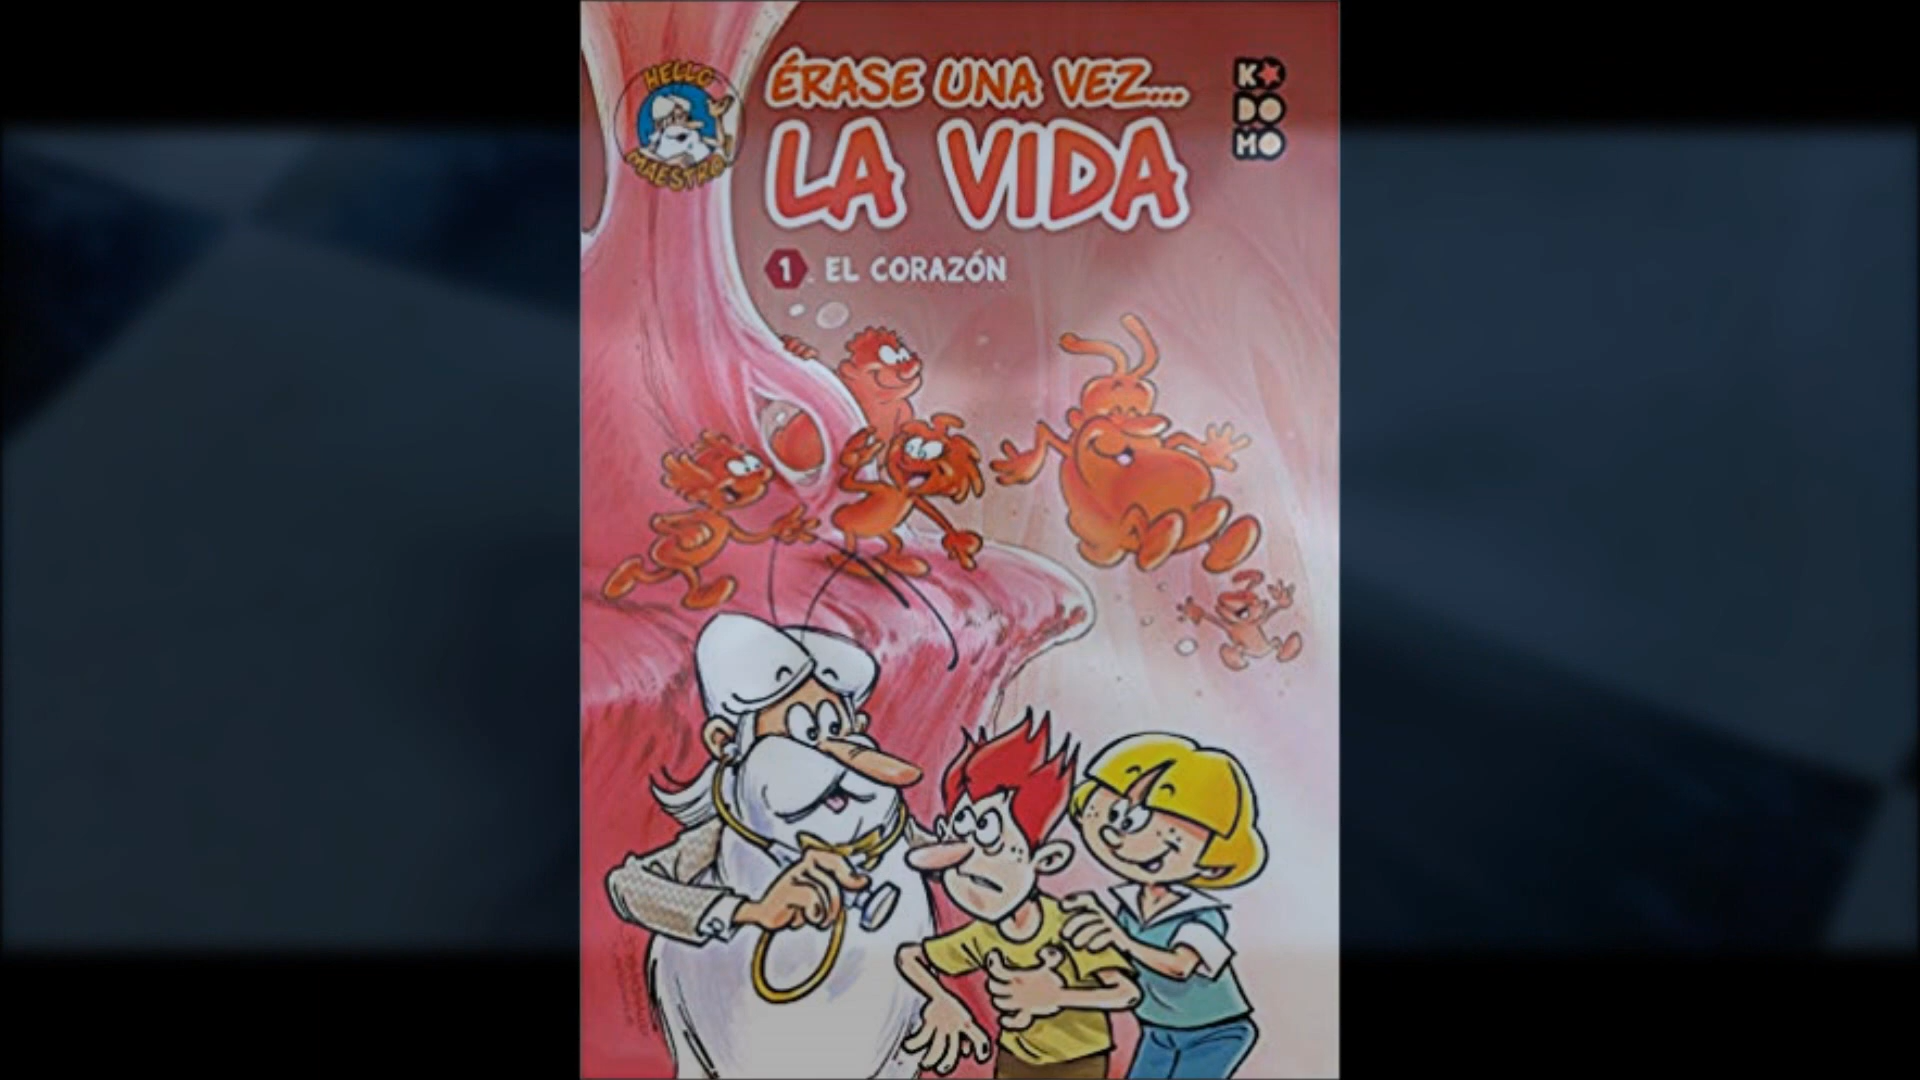 HELLO
MAESTRO
ÉRASE UNA VEZ...
LA VIDA
KODOMO
1. EL CORAZÓN